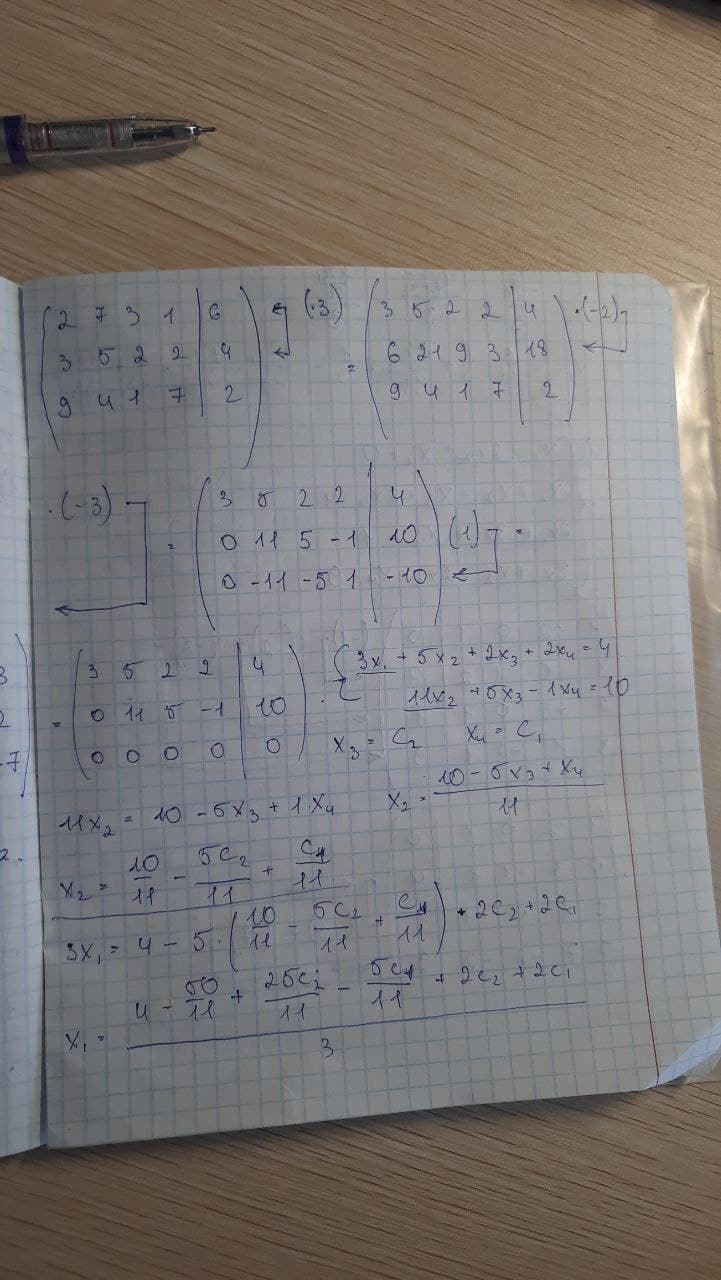 2 7 3 1 | 6
3 5 2 2 | 4
9 4 1 7 | 2
(·3)
=
3 5 2 2 | 4
6 21 9 3 | 18
9 4 1 7 | 2
·(-2)
·(-3)
=
3 5 2 2 | 4
0 11 5 -1 | 10
0 -11 -5 1 | -10
(1) =
=
3 5 2 2 | 4
0 11 5 -1 | 10
0 0 0 0 | 0
3x₁ + 5x₂ + 2x₃ + 2x₄ = 4
11x₂ + 5x₃ - 1x₄ = 10
x₃ = C₂ x₄ = C₁
11x₂ = 10 - 5x₃ + 1x₄ x₂ = (10 - 5x₃ + x₄)/11
x₂ = 10/11 - 5C₂/11 + C₁/11
3x₁ = 4 - 5·(10/11 - 5C₂/11 + C₁/11) + 2C₂ + 2C₁
x₁ = (4 - 50/11 + 25C₂/11 - 5C₁/11 + 2C₂ + 2C₁)/3
3
2
-7
2.